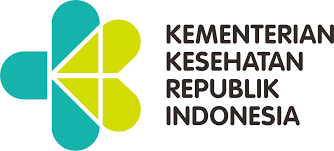 KEMENTERIAN
KESEHATAN
REPUBLIK
INDONESIA